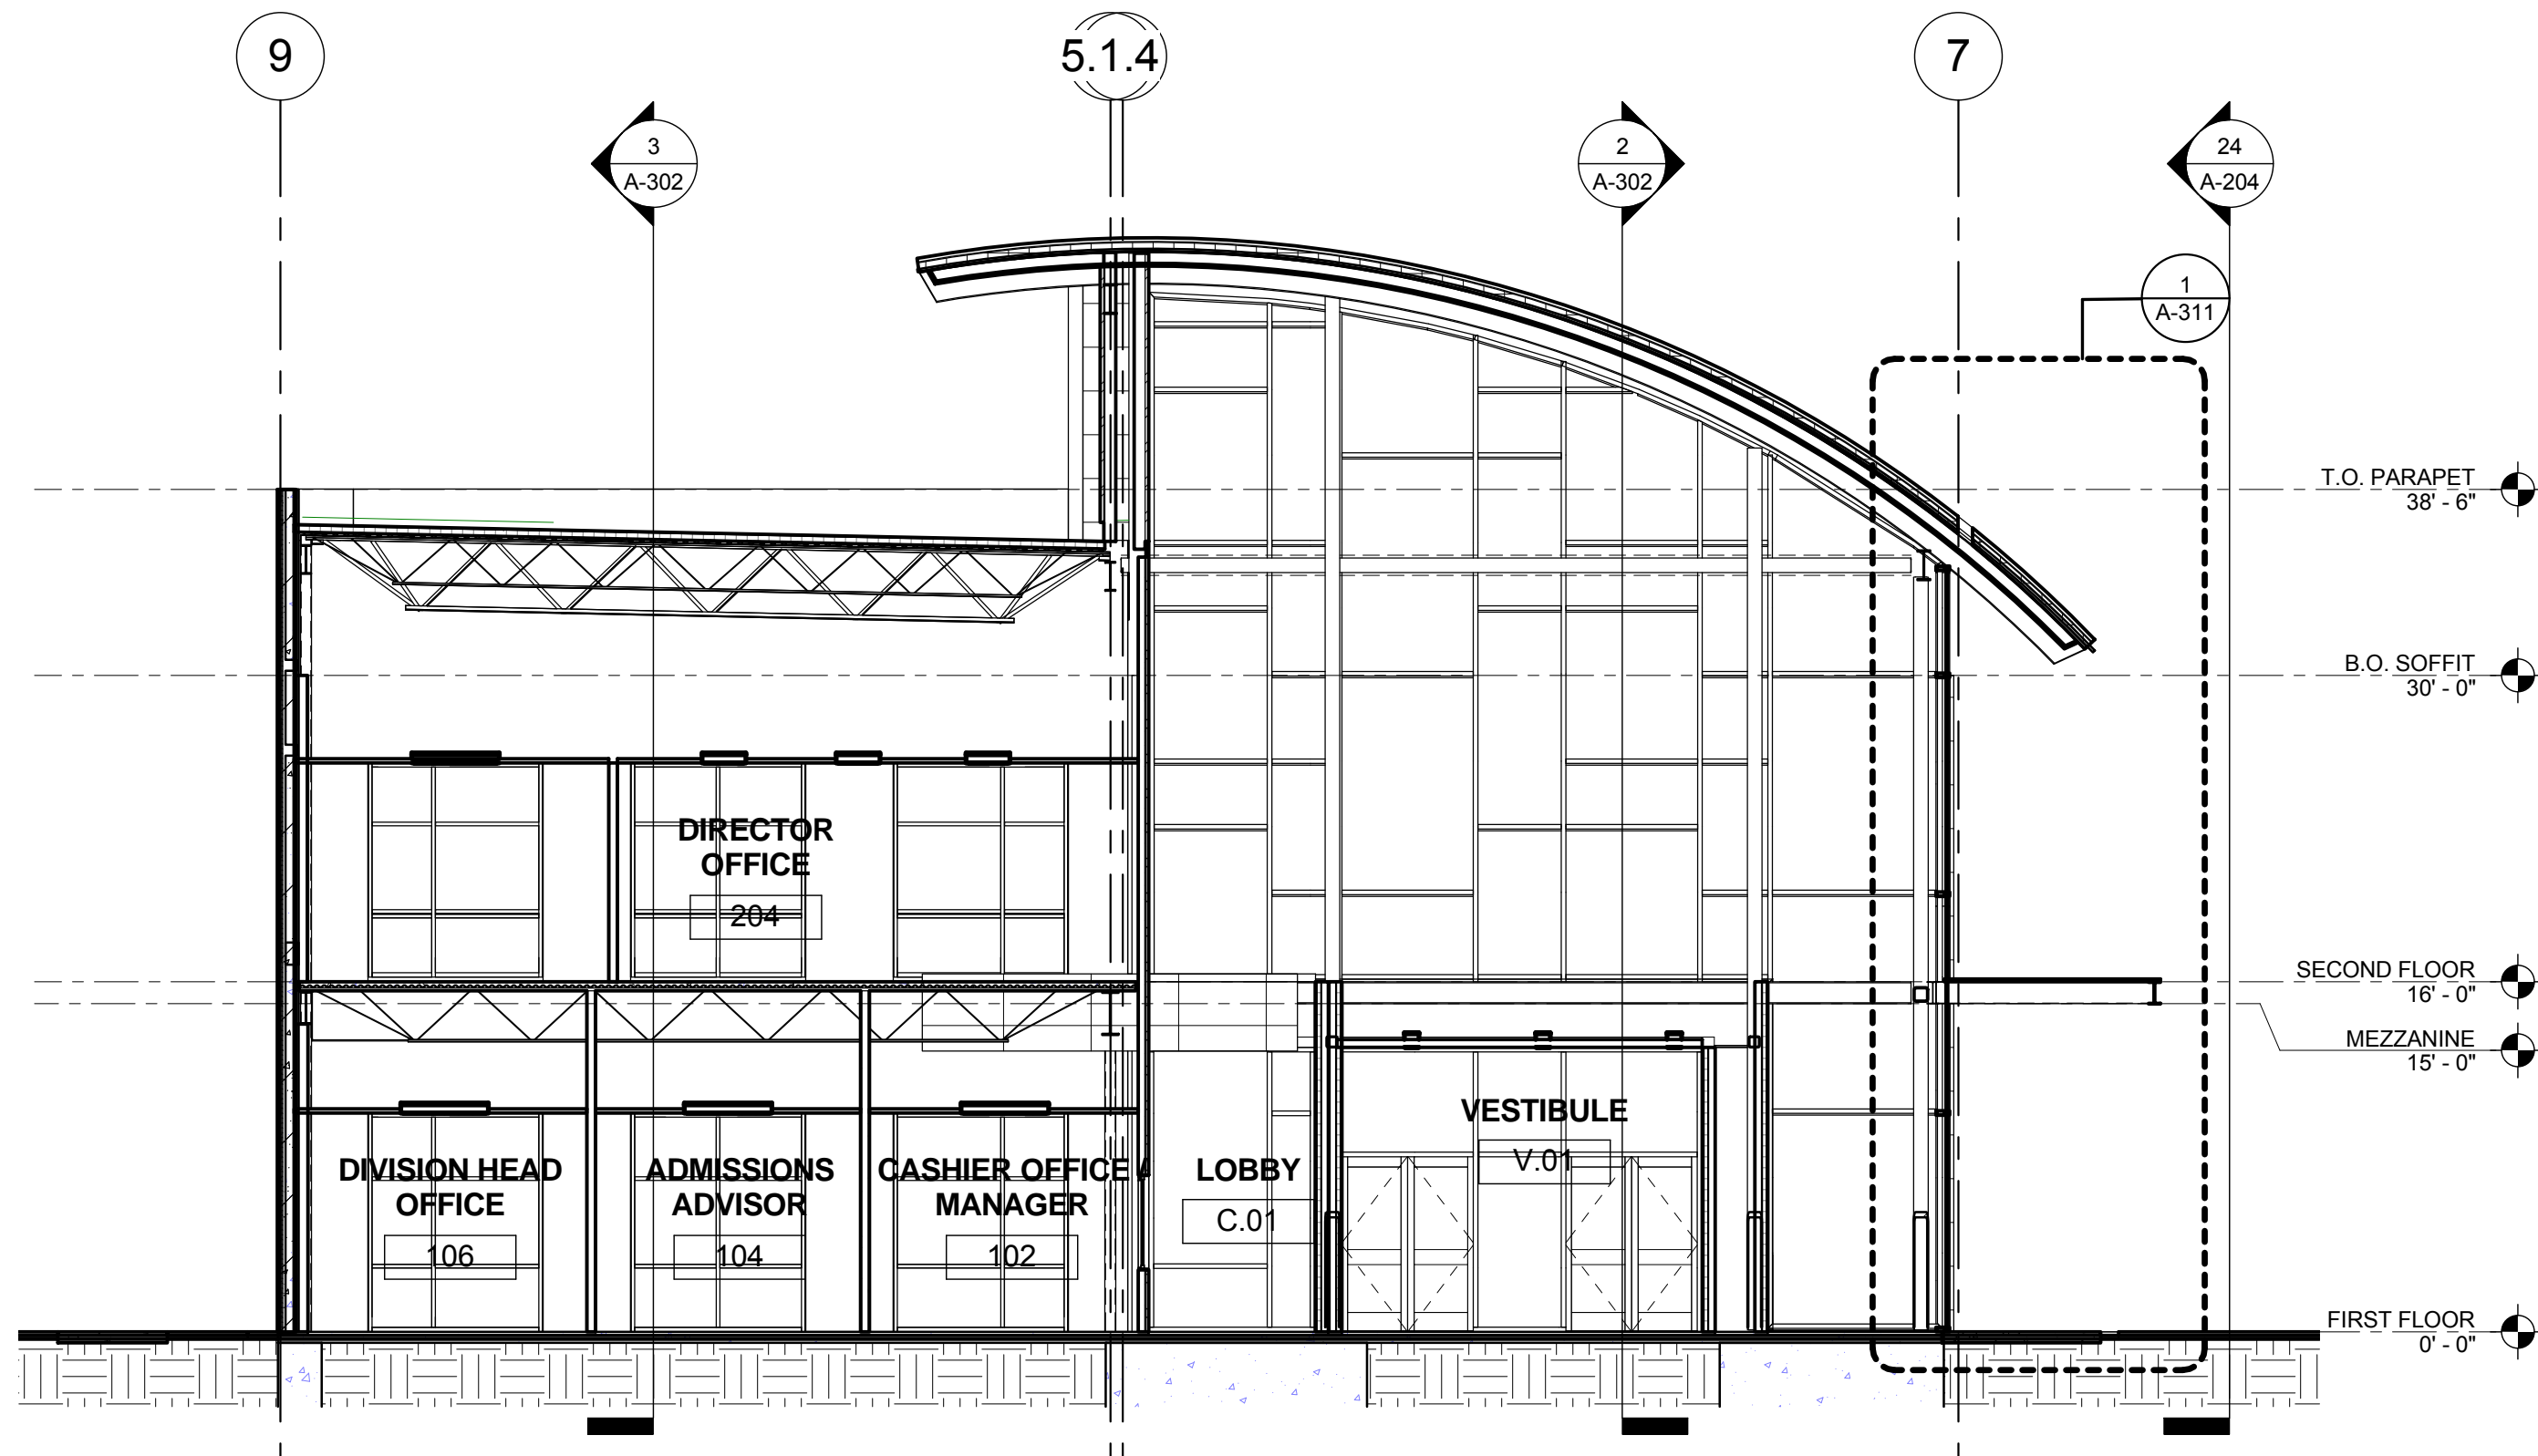 9
5.1.4
7
3
A-302
2
A-302
24
A-204
1
A-311
T.O. PARAPET
38' - 6"
B.O. SOFFIT
30' - 0"
DIRECTOR
OFFICE
204
SECOND FLOOR
16' - 0"
MEZZANINE
15' - 0"
VESTIBULE
V.01
DIVISION HEAD
OFFICE
106
ADMISSIONS
ADVISOR
104
CASHIER OFFICE /
MANAGER
102
LOBBY
C.01
FIRST FLOOR
0' - 0"